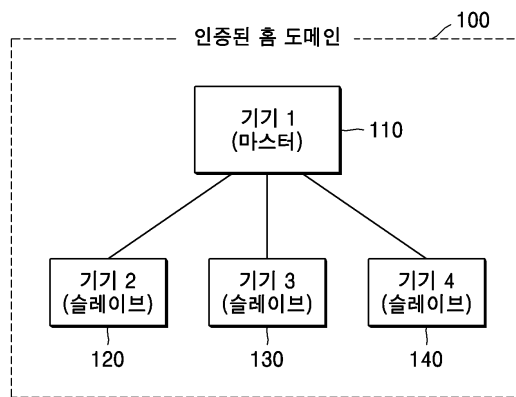 인증된 홈 도메인
100
기기 1
(마스터)
110
기기 2
(슬레이브)
기기 3
(슬레이브)
기기 4
(슬레이브)
120
130
140